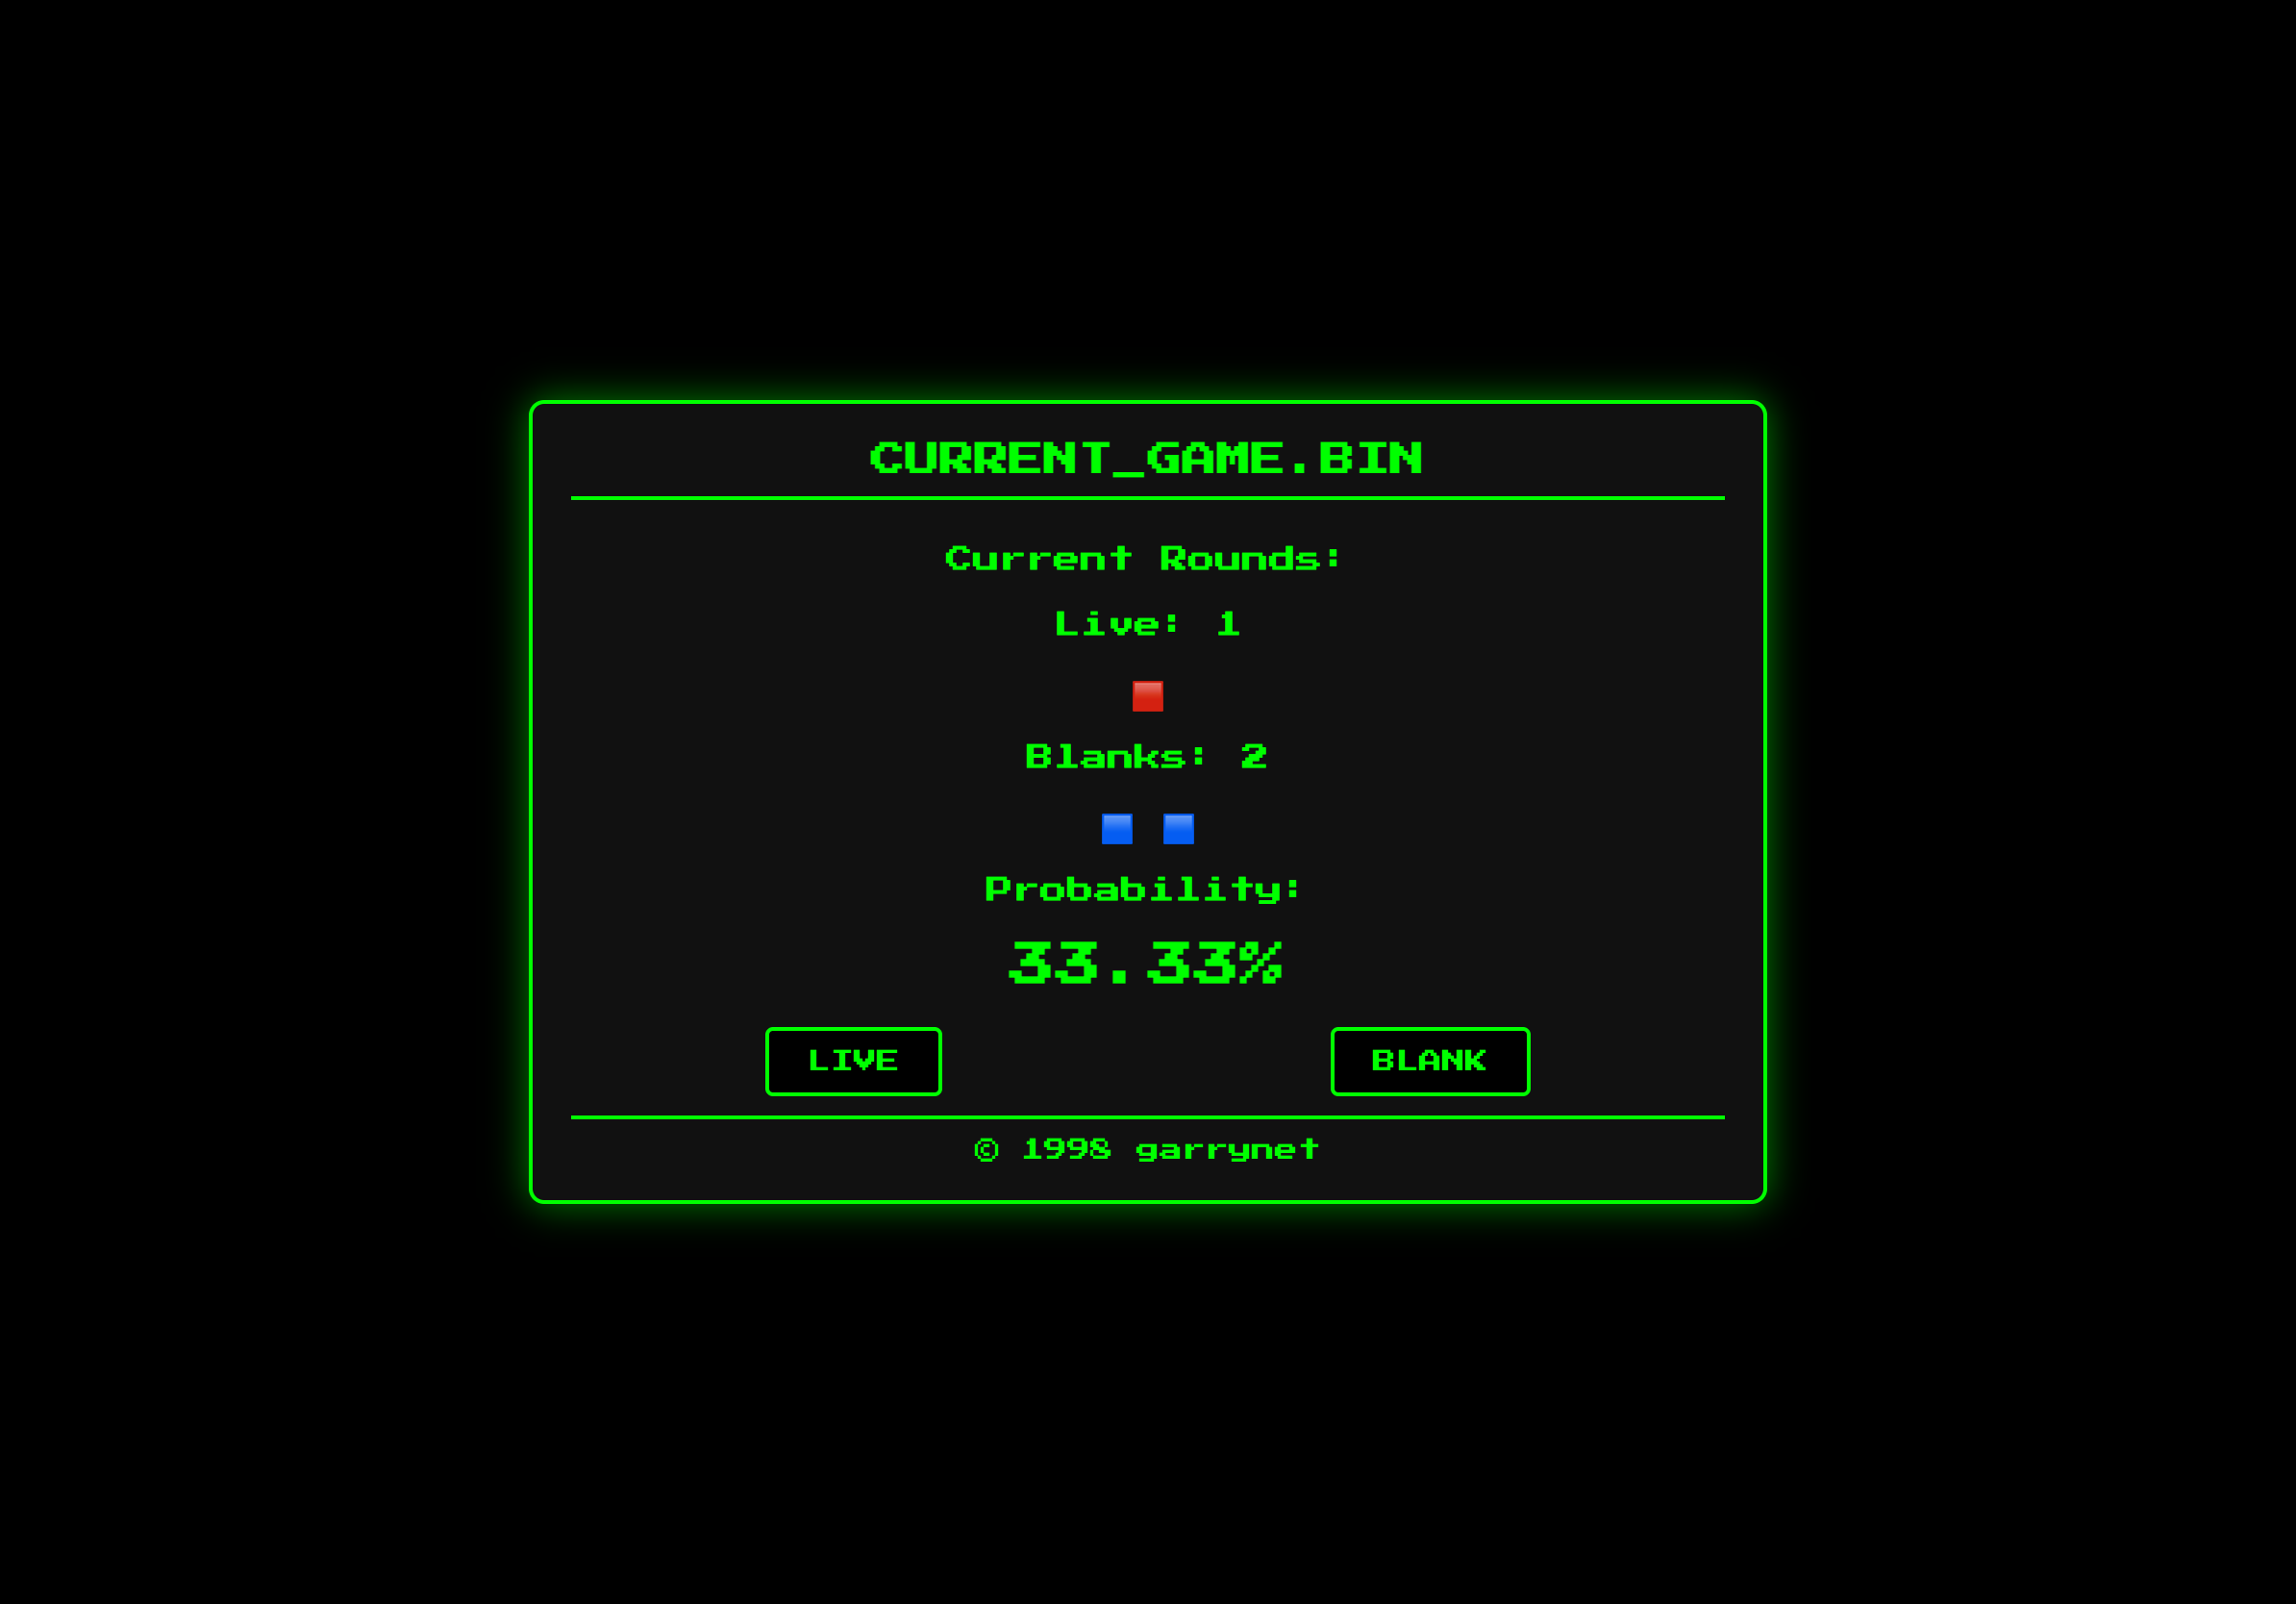 CURRENT_GAME.BIN
Current Rounds:
Live: 1
Blanks: 2
Probability:
33.33%
LIVE
BLANK
© 1998 garrynet